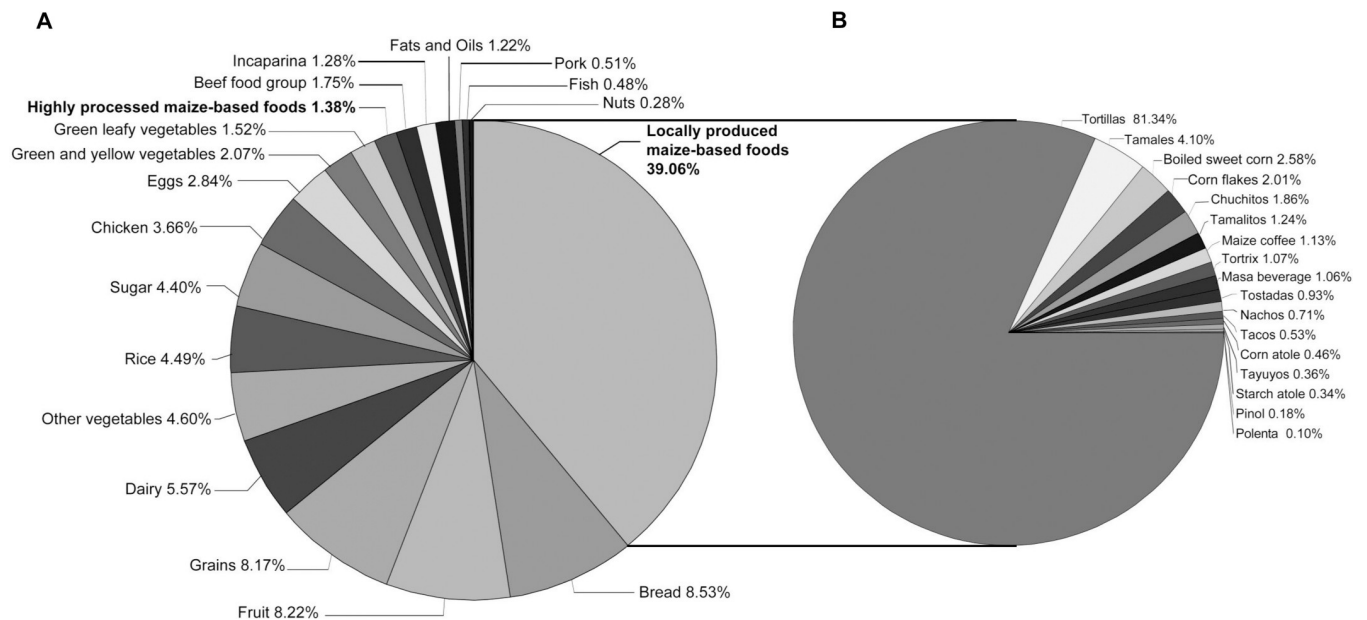 A
Fats and Oils 1.22%
Incaparina 1.28%
Pork 0.51%
Beef food group 1.75%
Fish 0.48%
Highly processed maize-based foods 1.38%
Nuts 0.28%
Green leafy vegetables 1.52%
Locally produced
maize-based foods
39.06%
Green and yellow vegetables 2.07%
Eggs 2.84%
Chicken 3.66%
Sugar 4.40%
Rice 4.49%
Other vegetables 4.60%
Dairy 5.57%
Grains 8.17%
Fruit 8.22%
Bread 8.53%
B
Tortillas 81.34%
Tamales 4.10%
Boiled sweet corn 2.58%
Corn flakes 2.01%
Chuchitos 1.86%
Tamalitos 1.24%
Maize coffee 1.13%
Tortrix 1.07%
Masa beverage 1.06%
Tostadas 0.93%
Nachos 0.71%
Tacos 0.53%
Corn atole 0.46%
Tayuyos 0.36%
Starch atole 0.34%
Pinol 0.18%
Polenta 0.10%